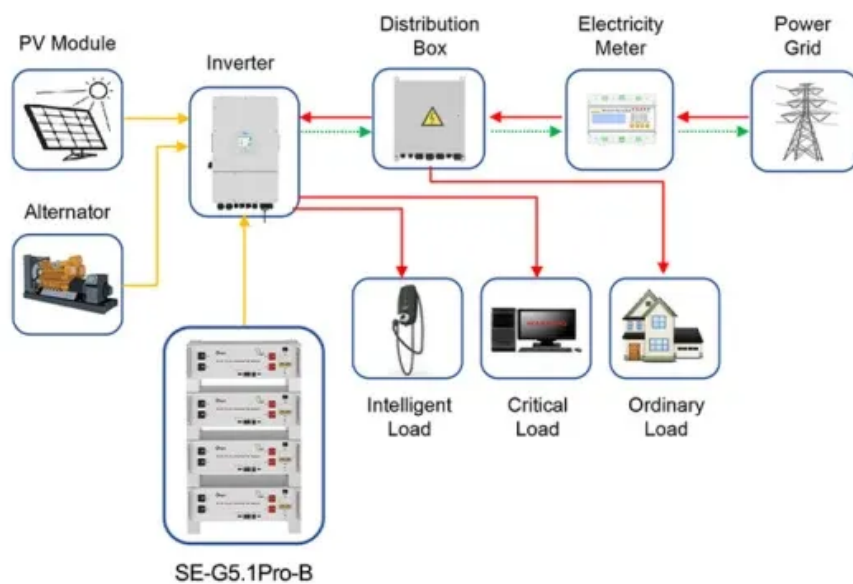 PV Module
Inverter
Distribution
Box
Electricity
Meter
Power
Grid
Alternator
Intelligent
Load
Critical
Load
Ordinary
Load
SE-G5.1Pro-B